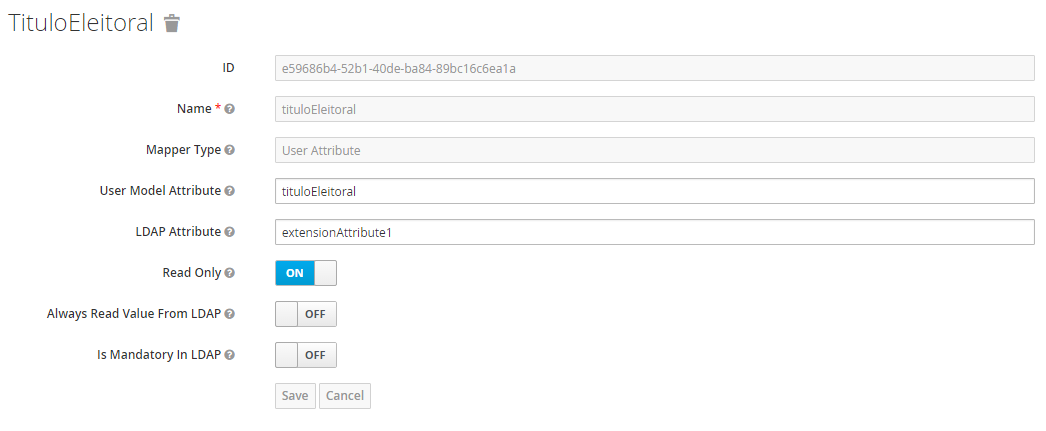 TituloEleitoral
ID e59686b4-52b1-40de-ba84-89bc16c6ea1a
Name * tituloEleitoral
Mapper Type User Attribute
User Model Attribute tituloEleitoral
LDAP Attribute extensionAttribute1
Read Only ON
Always Read Value From LDAP OFF
Is Mandatory In LDAP OFF
Save Cancel